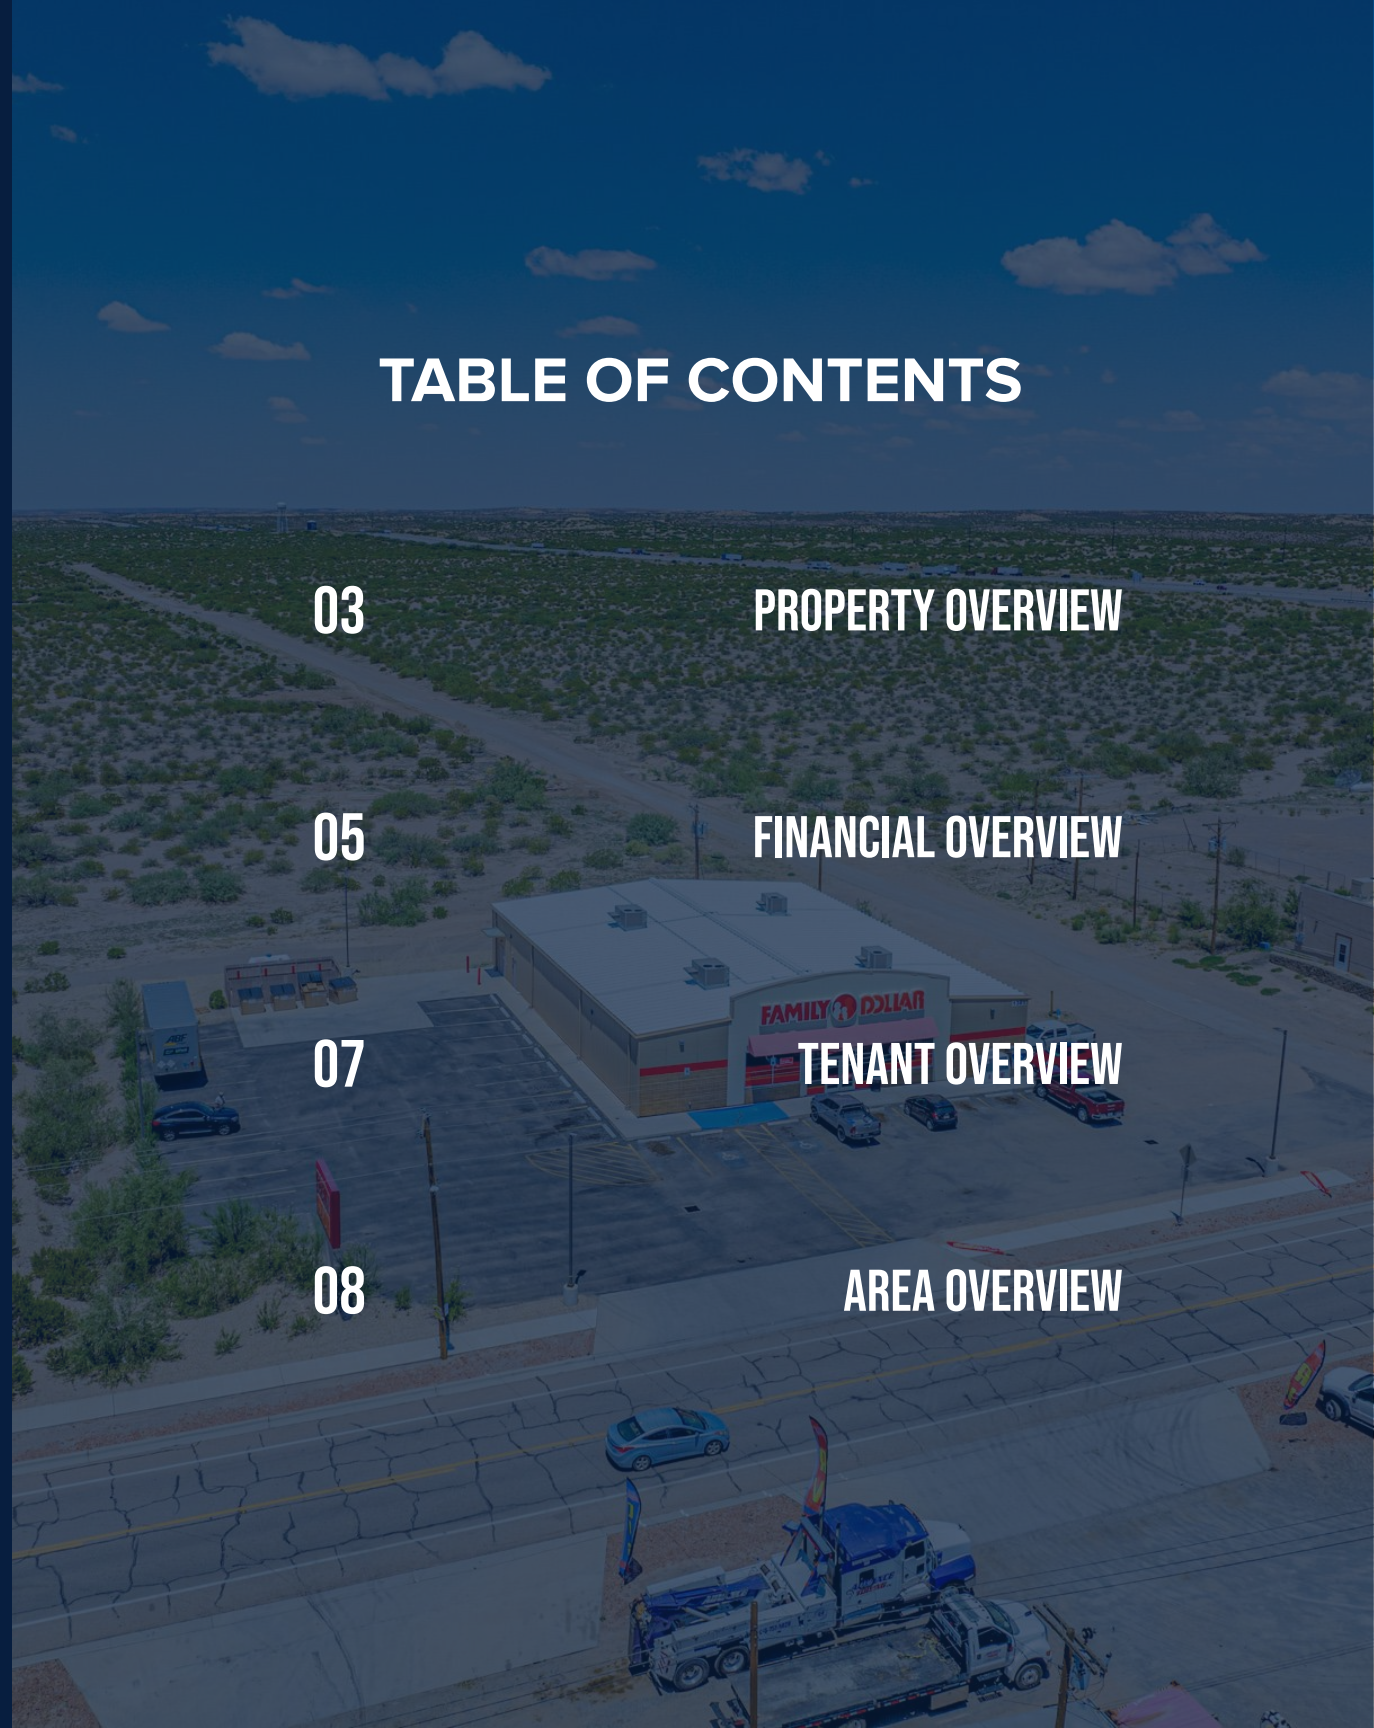 TABLE OF CONTENTS
03 PROPERTY OVERVIEW
05 FINANCIAL OVERVIEW
FAMILY DOLLAR
07 TENANT OVERVIEW
08 AREA OVERVIEW